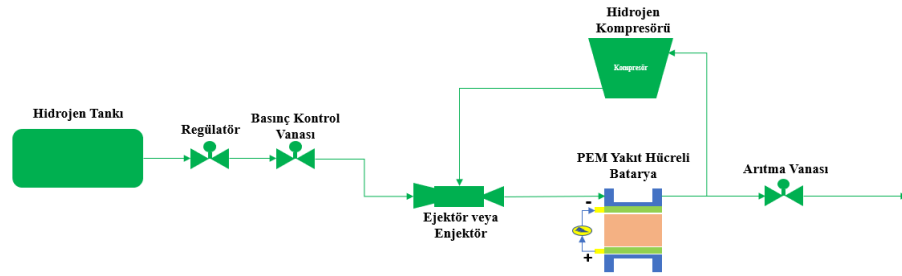 Hidrojen
Kompresörü
Kompresör
Hidrojen Tankı
Regülatör
Basınç Kontrol
Vanası
PEM Yakıt Hücreli
Batarya
Arıtma Vanası
Ejektör veya
Enjektör
-
+